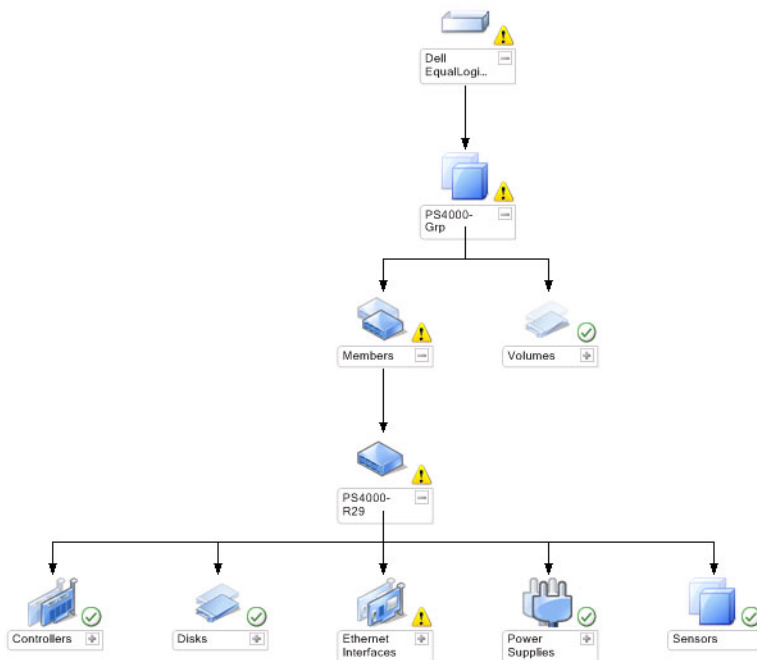 Dell
EqualLogi...
PS4000-
Grp
Members
Volumes
PS4000-
R29
Controllers
Disks
Ethernet
Interfaces
Power
Supplies
Sensors